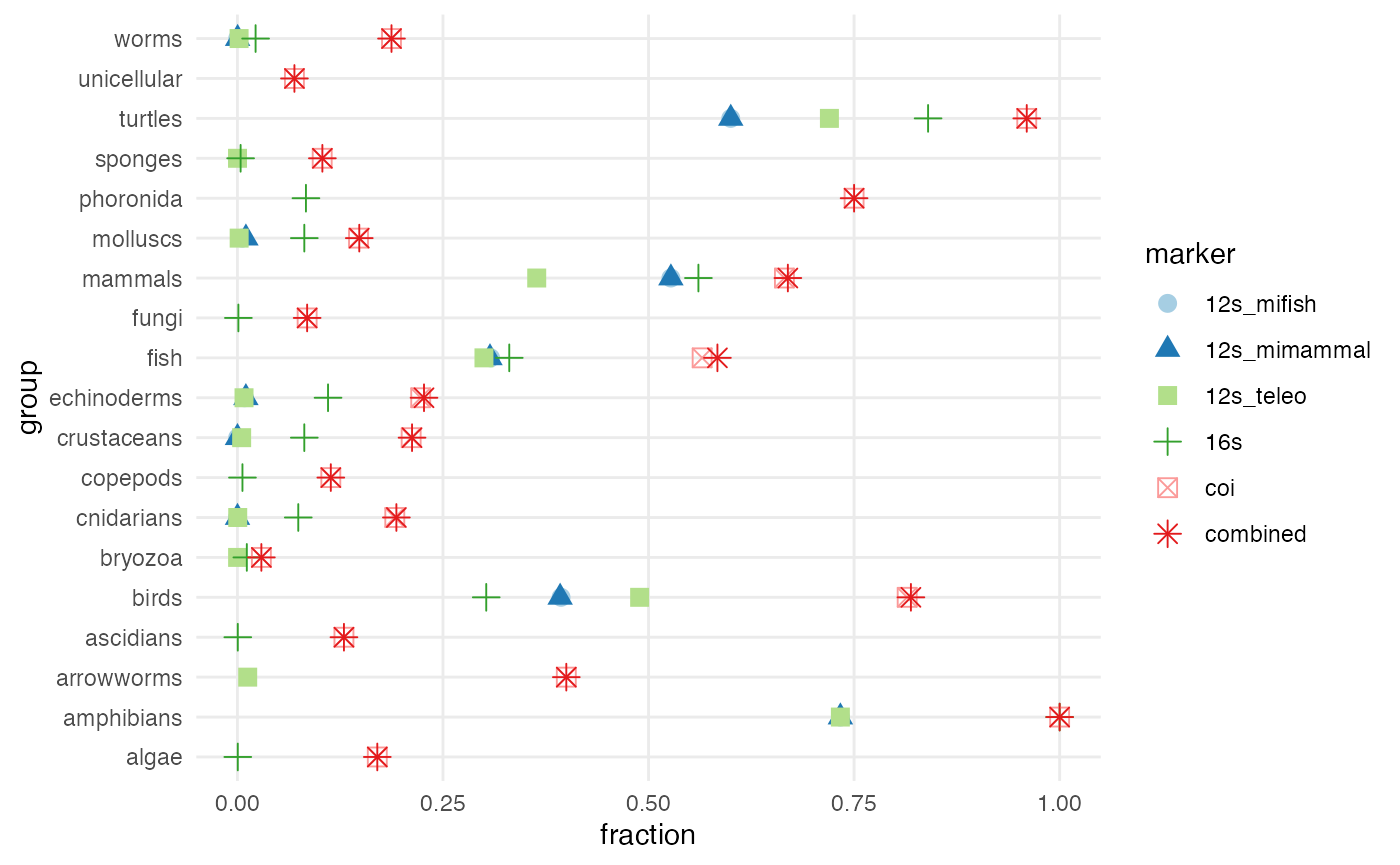 worms
unicellular
turtles
sponges
phoronida
molluscs
mammals
fungi
fish
echinoderms
crustaceans
copepods
cnidarians
bryozoa
birds
ascidians
arrowworms
amphibians
algae
group
0.00 0.25 0.50 0.75 1.00
fraction
marker
12s_mifish
12s_mimammal
12s_teleo
16s
coi
combined